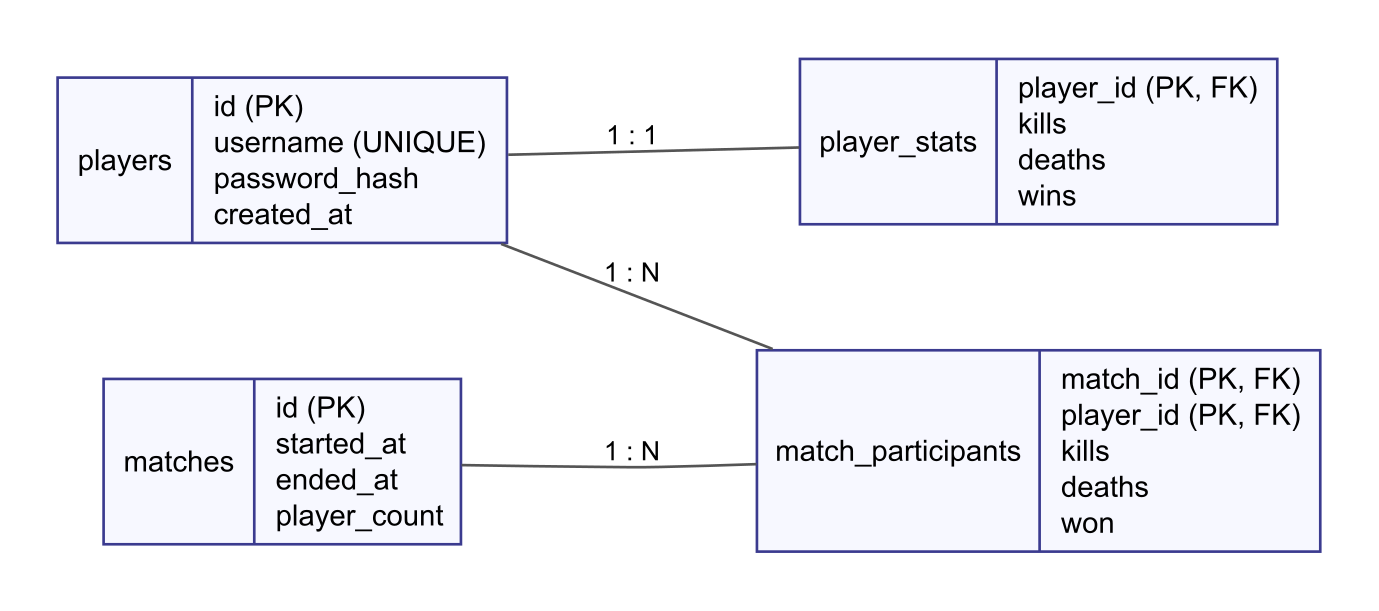 players
id (PK)
username (UNIQUE)
password_hash
created_at
1 : 1
player_stats
player_id (PK, FK)
kills
deaths
wins
1 : N
matches
id (PK)
started_at
ended_at
player_count
1 : N
match_participants
match_id (PK, FK)
player_id (PK, FK)
kills
deaths
won